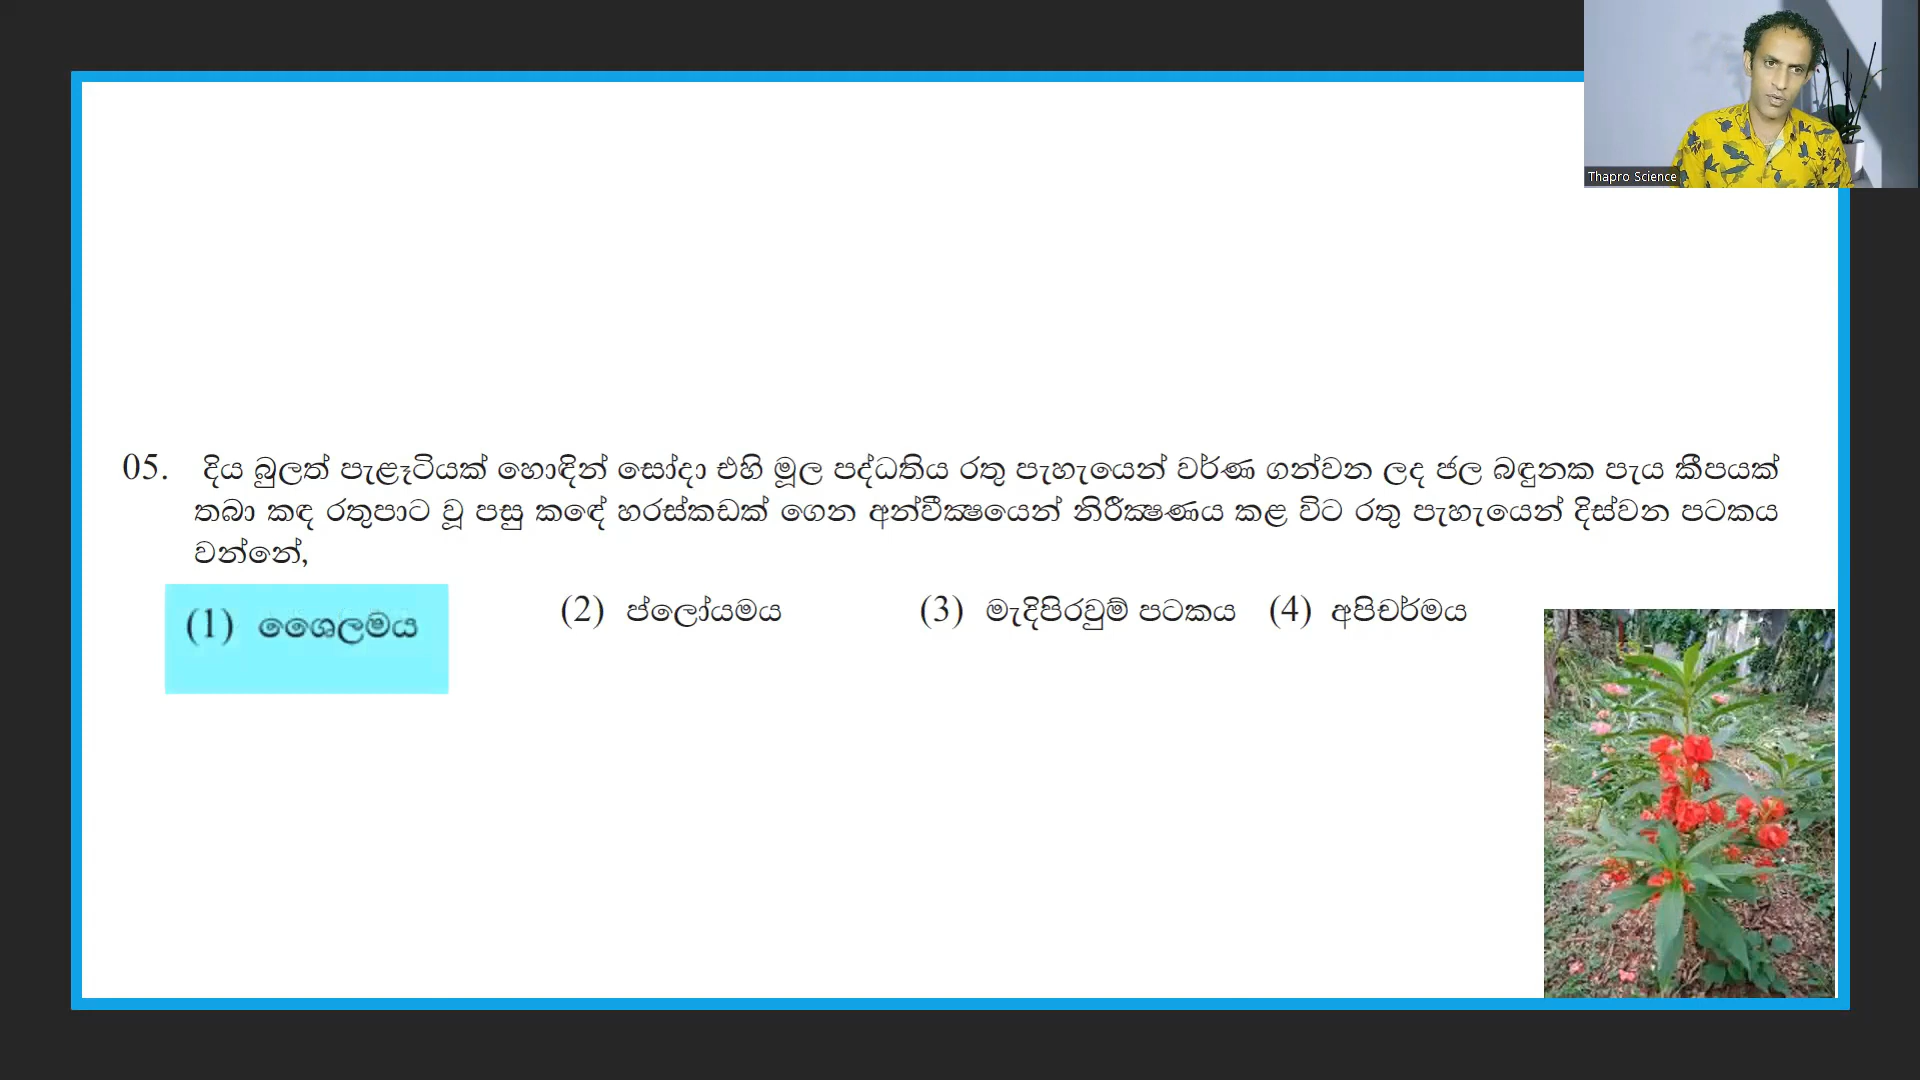 Thapro Science
05. දිය බුලත් පැළෑටියක් හොඳින් සෝදා එහි මූල පද්ධතිය රතු පැහැයෙන් වර්ණ ගන්වන ලද ජල බඳුනක පැය කීපයක්
තබා කඳ රතුපාට වූ පසු කඳේ හරස්කඩක් ගෙන අන්වීක්ෂයෙන් නිරීක්ෂණය කළ විට රතු පැහැයෙන් දිස්වන පටකය
වන්නේ,
(1) ශෛලමය (2) ප්ලෝයමය (3) මැදිපිරවුම් පටකය (4) අපිචර්මය